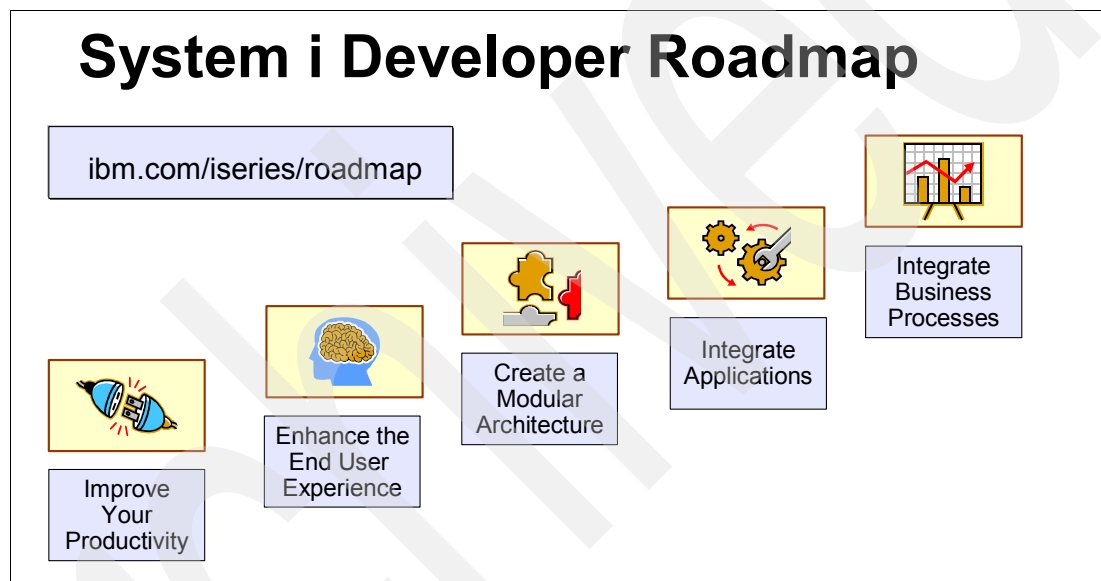 System i Developer Roadmap
ibm.com/iseries/roadmap
Improve
Your
Productivity
Enhance the
End User
Experience
Create a
Modular
Architecture
Integrate
Applications
Integrate
Business
Processes